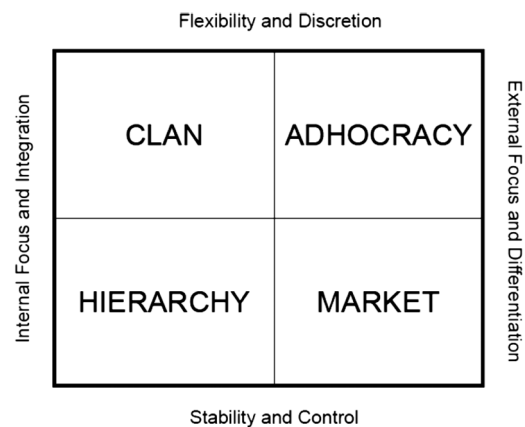 Flexibility and Discretion
Internal Focus and Integration
CLAN
ADHOCRACY
External Focus and Differentiation
HIERARCHY
MARKET
Stability and Control